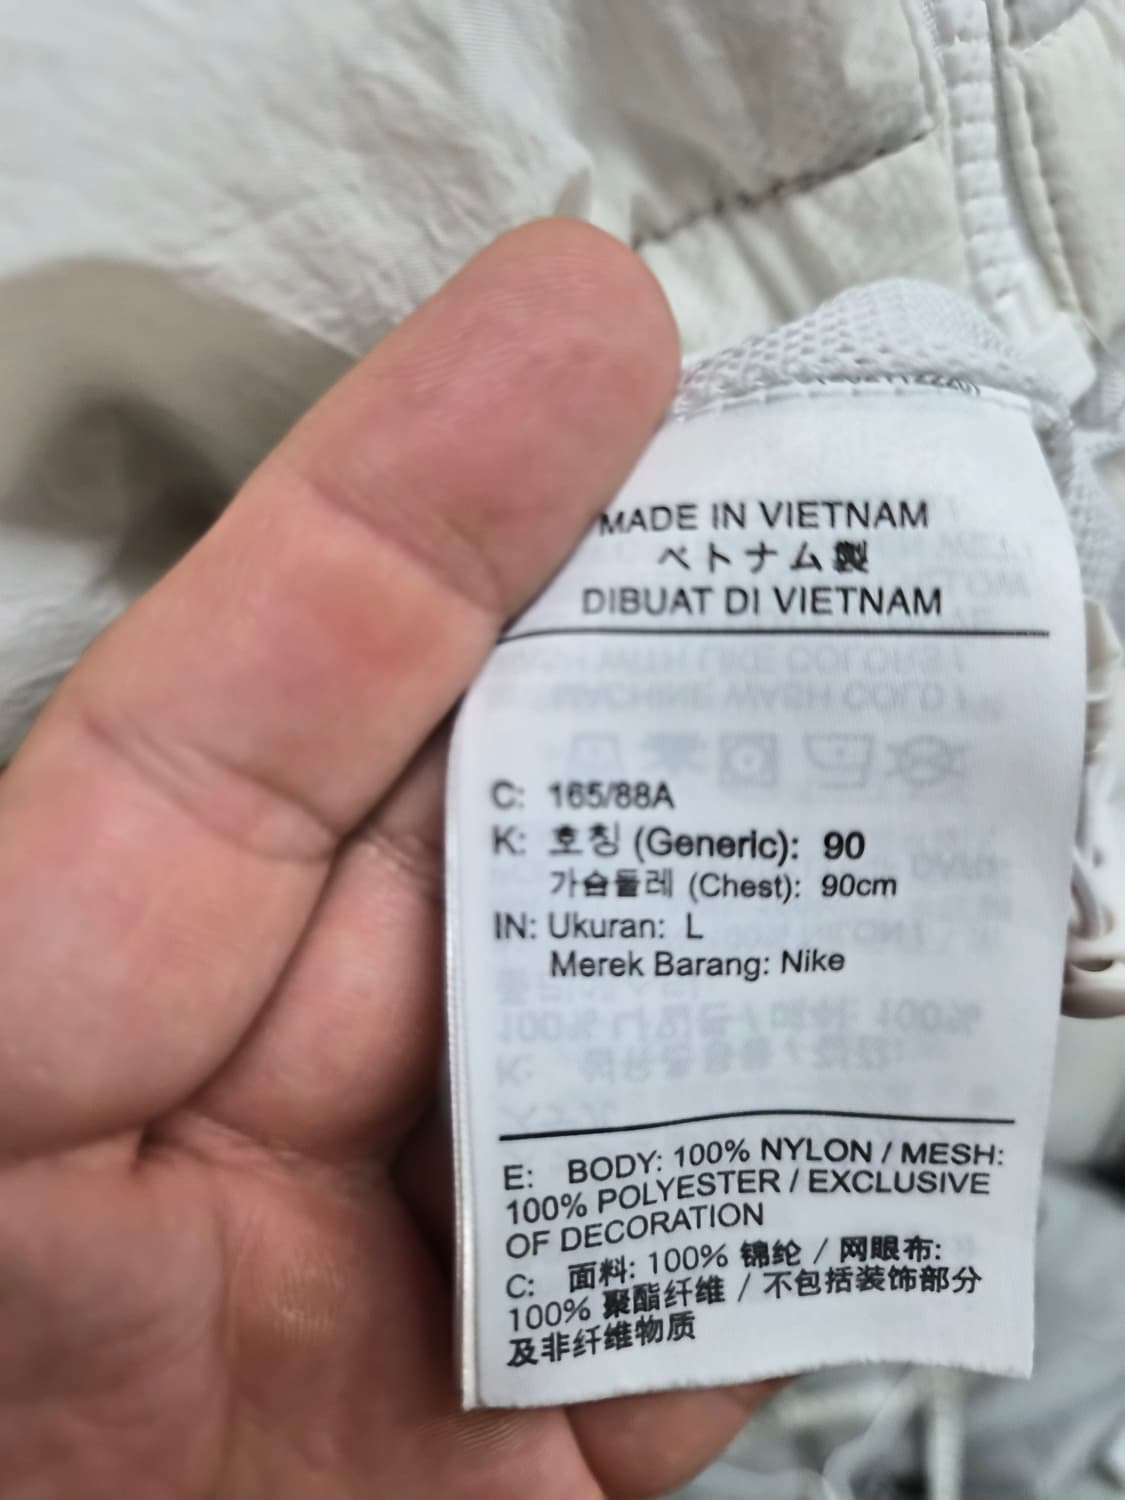 MADE IN VIETNAM
ベトナム製
DIBUAT DI VIETNAM
C: 165/88A
K: 호칭 (Generic): 90
가슴둘레 (Chest): 90cm
IN: Ukuran: L
Merek Barang: Nike
E: BODY: 100% NYLON / MESH:
100% POLYESTER / EXCLUSIVE
OF DECORATION
C: 面料: 100% 锦纶 / 网眼布:
100% 聚酯纤维 / 不包括装饰部分
及非纤维物质